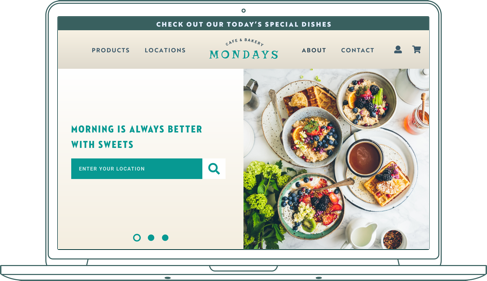 CHECK OUT OUR TODAY'S SPECIAL DISHES
PRODUCTS
LOCATIONS
CAFE & BAKERY
MONDAYS
ABOUT
CONTACT
MORNING IS ALWAYS BETTER
WITH SWEETS
ENTER YOUR LOCATION